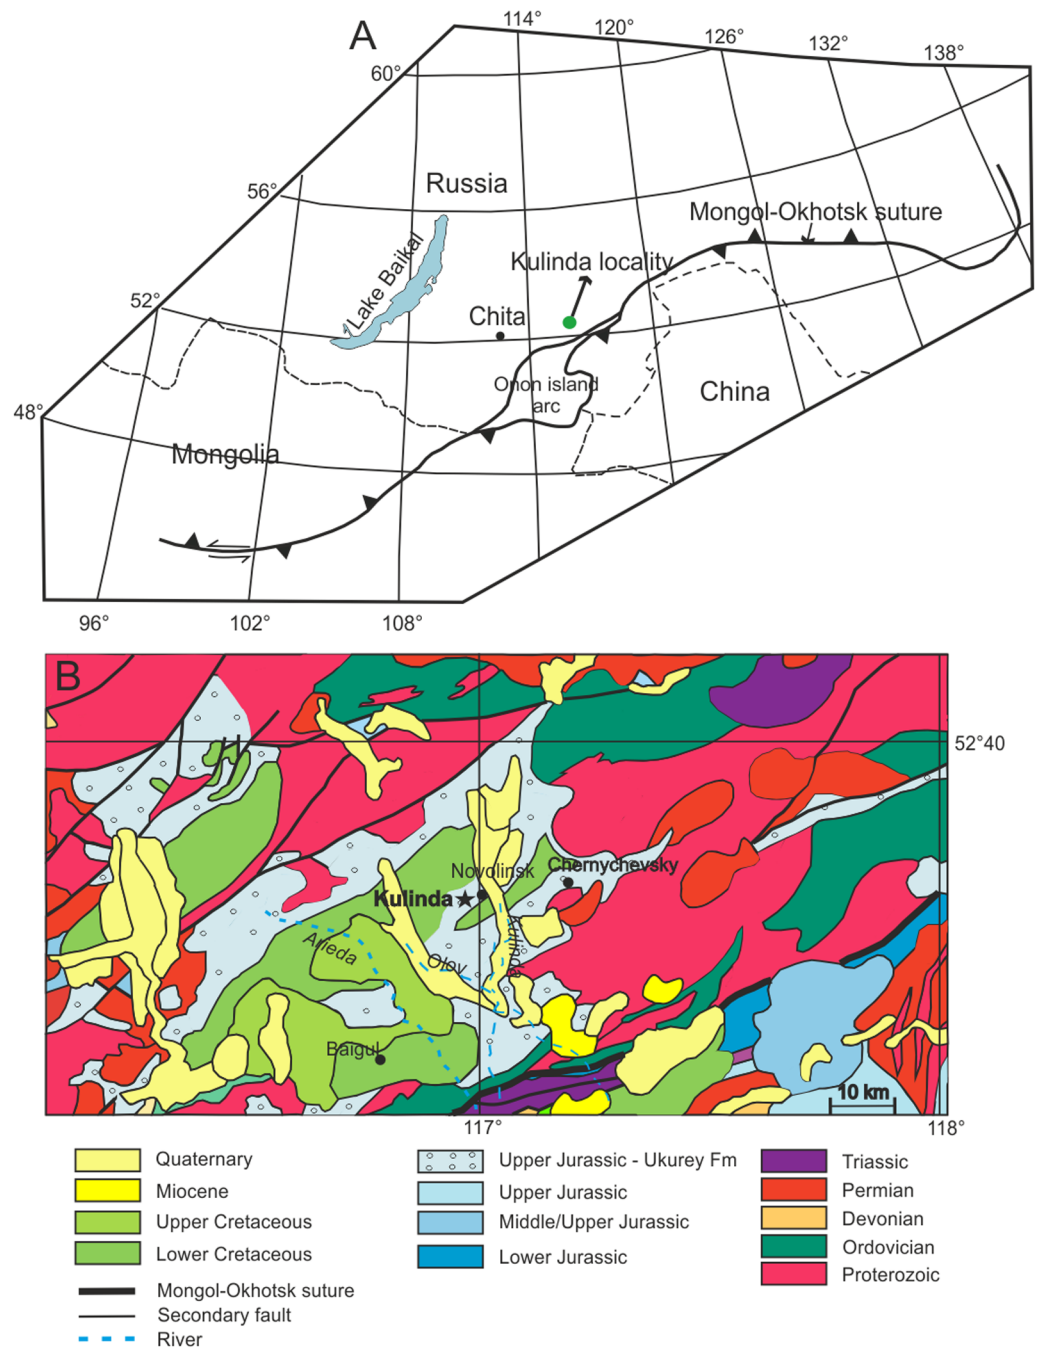 A
114°
120°
126°
132°
138°
60°
56°
52°
48°
Russia
Mongol-Okhotsk suture
Lake Baikal
Kulinda locality
Chita
Onon island
arc
China
Mongolia
96°
102°
108°
B
52°40
Novolinsk
Chernychevsky
Kulinda
Kulinda
Arieda
Olov
Baigul
10 km
117°
118°
Quaternary
Miocene
Upper Cretaceous
Lower Cretaceous
Mongol-Okhotsk suture
Secondary fault
River
Upper Jurassic - Ukurey Fm
Upper Jurassic
Middle/Upper Jurassic
Lower Jurassic
Triassic
Permian
Devonian
Ordovician
Proterozoic